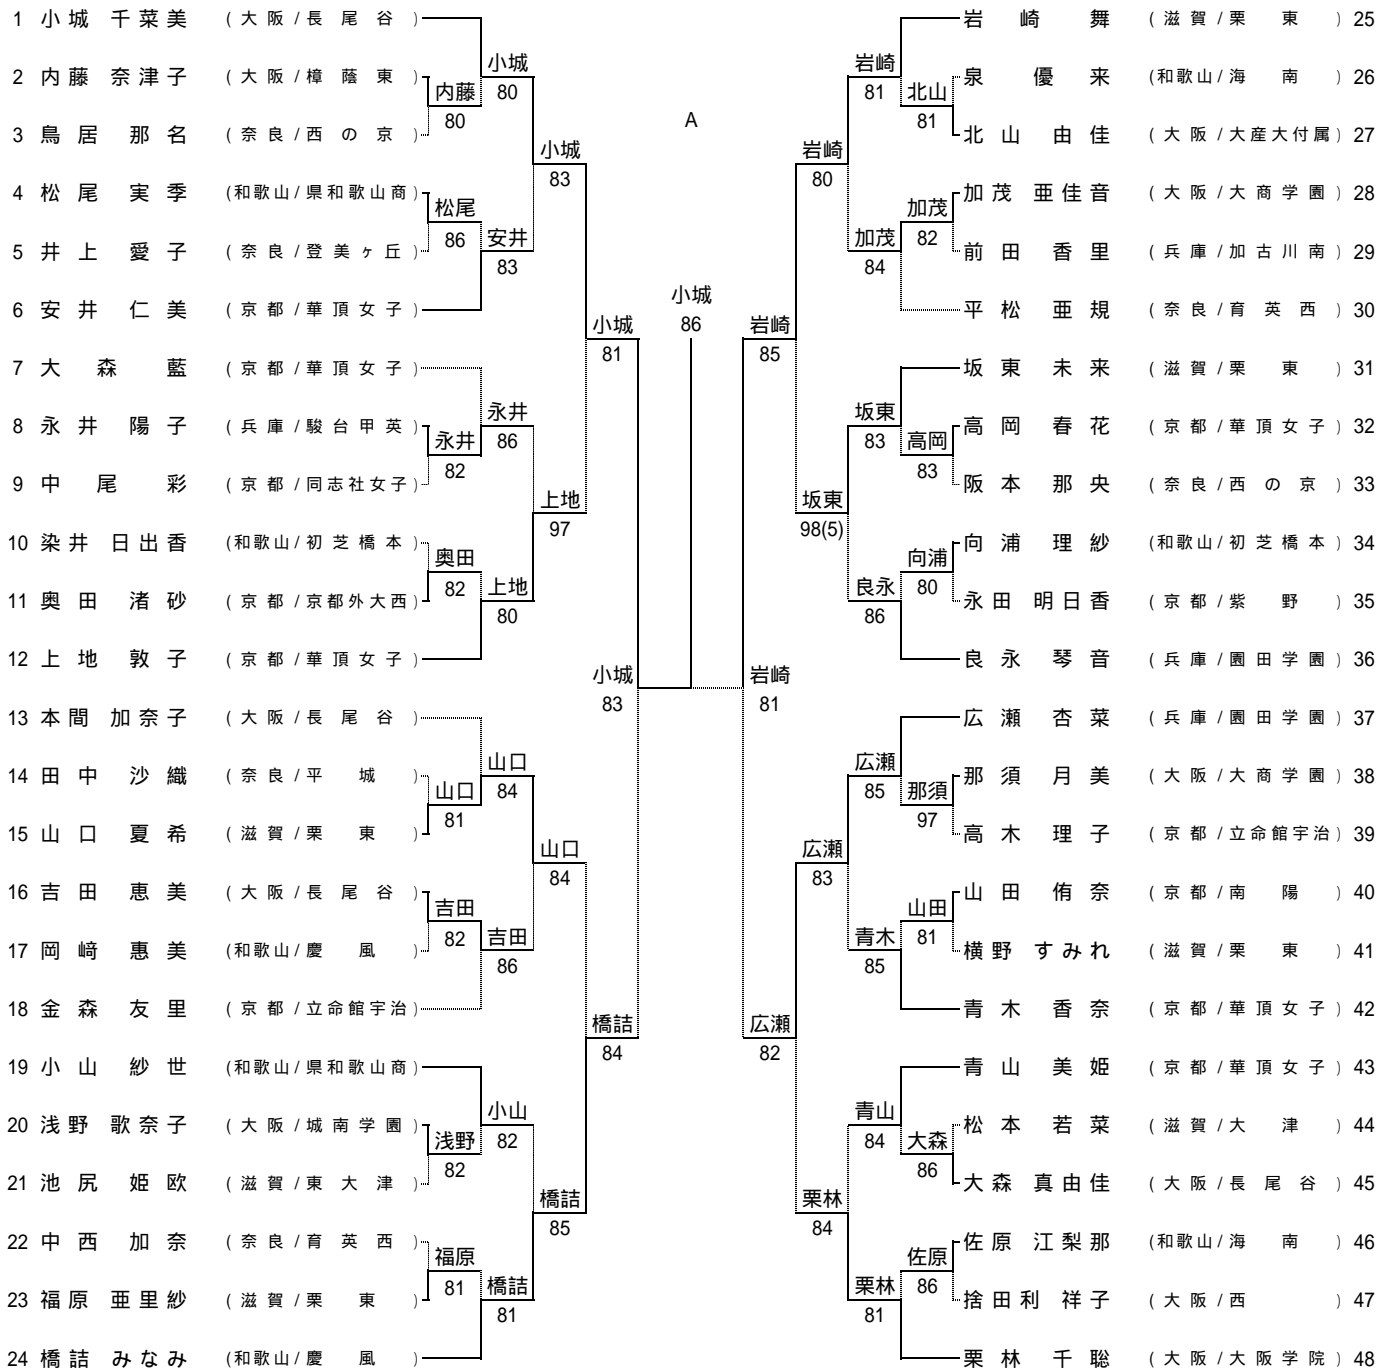 1 小城 千菜美 (大阪/長尾谷)
2 内藤 奈津子 (大阪/樟蔭東)
3 鳥居 那名 (奈良/西の京)
4 松尾 実季 (和歌山/県和歌山商)
5 井上 愛子 (奈良/登美ヶ丘)
6 安井 仁美 (京都/華頂女子)
7 大森 藍 (京都/華頂女子)
8 永井 陽子 (兵庫/駿台甲英)
9 中尾 彩 (京都/同志社女子)
10 染井 日出香 (和歌山/初芝橋本)
11 奥田 渚砂 (京都/京都外大西)
12 上地 敦子 (京都/華頂女子)
13 本間 加奈子 (大阪/長尾谷)
14 田中 沙織 (奈良/平城)
15 山口 夏希 (滋賀/栗東)
16 吉田 恵美 (大阪/長尾谷)
17 岡﨑 惠美 (和歌山/慶風)
18 金森 友里 (京都/立命館宇治)
19 小山 紗世 (和歌山/県和歌山商)
20 浅野 歌奈子 (大阪/城南学園)
21 池尻 姫欧 (滋賀/東大津)
22 中西 加奈 (奈良/育英西)
23 福原 亜里紗 (滋賀/栗東)
24 橋詰 みなみ (和歌山/慶風)
内藤
80
松尾
86
永井
82
奥田
82
山口
81
吉田
82
浅野
82
福原
81
小城
80
安井
83
永井
86
上地
80
山口
84
吉田
86
小山
82
橋詰
81
小城
83
上地
97
山口
84
橋詰
85
小城
81
橋詰
84
小城
83
A
小城
86
岩崎
81
岩崎
85
広瀬
82
岩崎
80
坂東
98(5)
広瀬
83
栗林
84
岩崎
81
加茂
84
坂東
83
良永
86
広瀬
85
青木
85
青山
84
栗林
81
北山
81
加茂
82
高岡
83
向浦
80
那須
97
山田
81
大森
86
佐原
86
岩崎 舞 (滋賀/栗東) 25
泉 優来 (和歌山/海南) 26
北山 由佳 (大阪/大産大付属) 27
加茂 亜佳音 (大阪/大商学園) 28
前田 香里 (兵庫/加古川南) 29
平松 亜規 (奈良/育英西) 30
坂東 未来 (滋賀/栗東) 31
高岡 春花 (京都/華頂女子) 32
阪本 那央 (奈良/西の京) 33
向浦 理紗 (和歌山/初芝橋本) 34
永田 明日香 (京都/紫野) 35
良永 琴音 (兵庫/園田学園) 36
広瀬 杏菜 (兵庫/園田学園) 37
那須 月美 (大阪/大商学園) 38
高木 理子 (京都/立命館宇治) 39
山田 侑奈 (京都/南陽) 40
横野 すみれ (滋賀/栗東) 41
青木 香奈 (京都/華頂女子) 42
青山 美姫 (京都/華頂女子) 43
松本 若菜 (滋賀/大津) 44
大森 真由佳 (大阪/長尾谷) 45
佐原 江梨那 (和歌山/海南) 46
捨田利 祥子 (大阪/西) 47
栗林 千聡 (大阪/大阪学院) 48